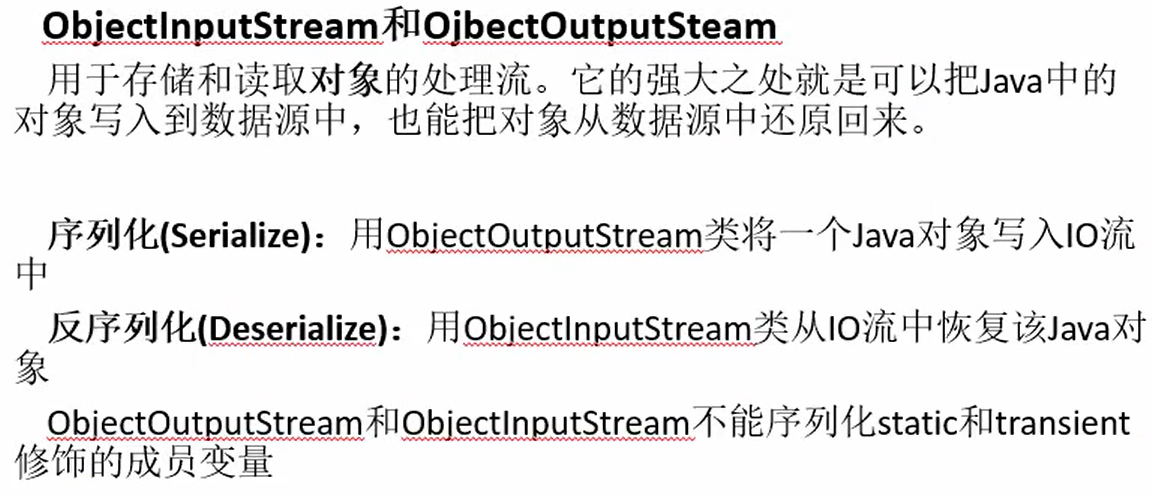 ObjectInputStream和OjbectOutputSteam
用于存储和读取对象的处理流。它的强大之处就是可以把Java中的
对象写入到数据源中，也能把对象从数据源中还原回来。
序列化(Serialize)：用ObjectOutputStream类将一个Java对象写入IO流
中
反序列化(Deserialize)：用ObjectInputStream类从IO流中恢复该Java对
象
ObjectOutputStream和ObjectInputStream不能序列化static和transient
修饰的成员变量